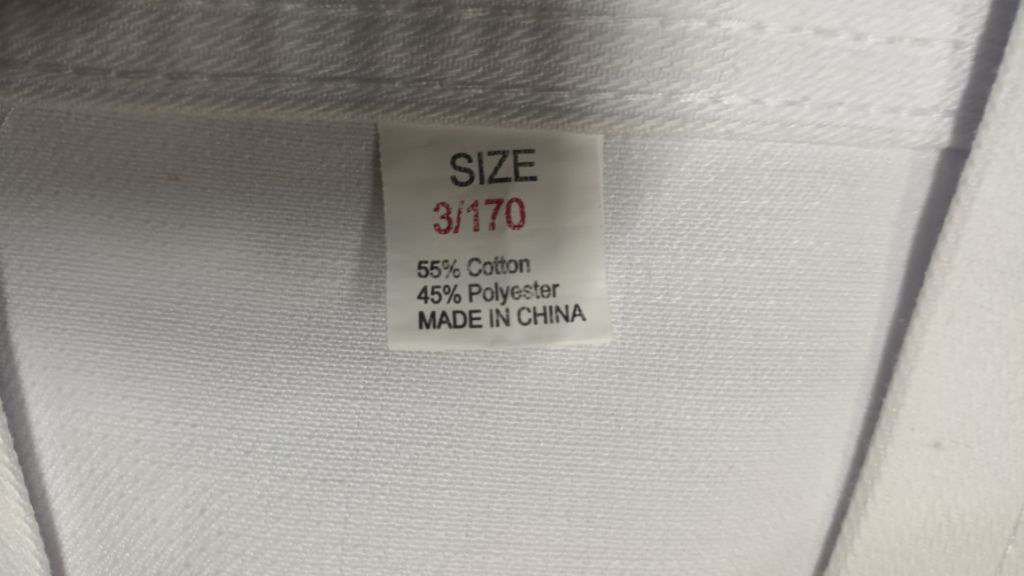 SIZE
3/170
55% Cotton
45% Polyester
MADE IN CHINA